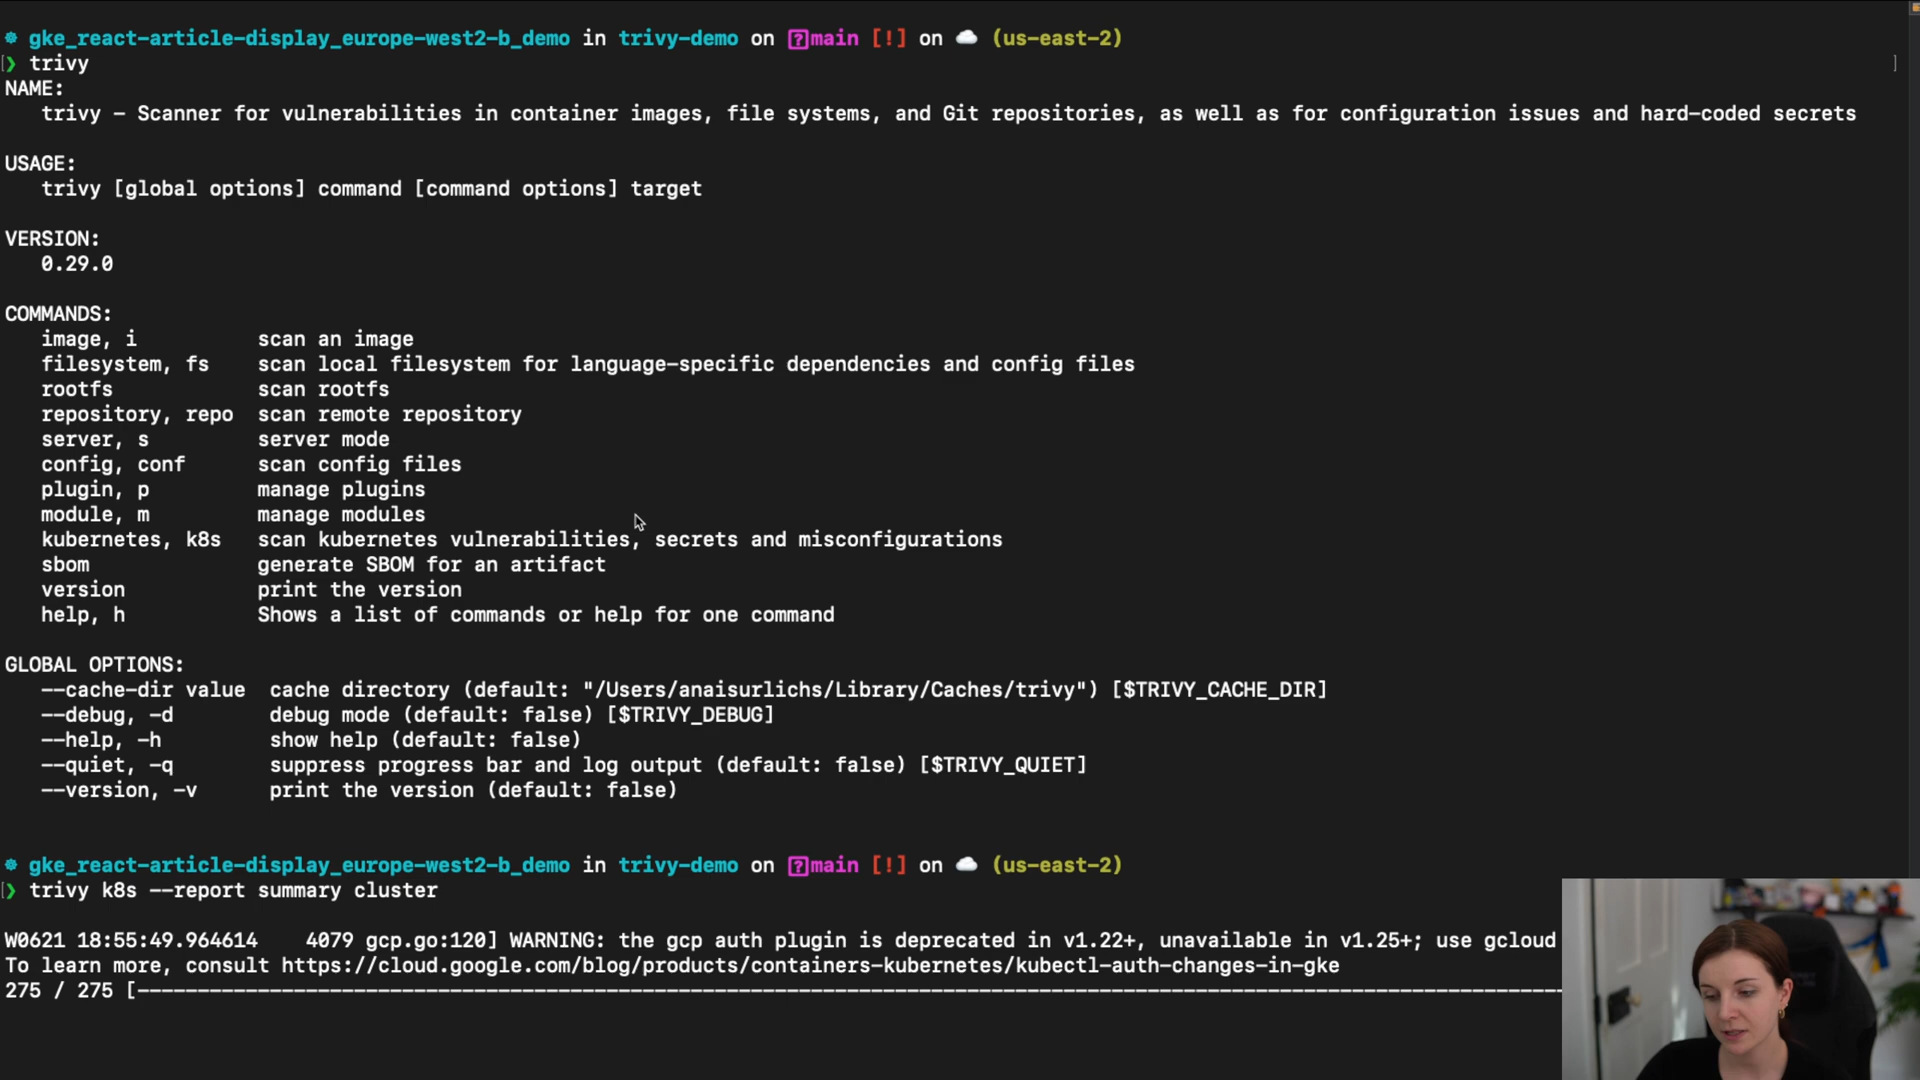 gke_react-article-display_europe-west2-b_demo in trivy-demo on [?]main [!] on (us-east-2)
[❯ trivy ]
NAME:
trivy - Scanner for vulnerabilities in container images, file systems, and Git repositories, as well as for configuration issues and hard-coded secrets
USAGE:
trivy [global options] command [command options] target
VERSION:
0.29.0
COMMANDS:
image, i scan an image
filesystem, fs scan local filesystem for language-specific dependencies and config files
rootfs scan rootfs
repository, repo scan remote repository
server, s server mode
config, conf scan config files
plugin, p manage plugins
module, m manage modules
kubernetes, k8s scan kubernetes vulnerabilities, secrets and misconfigurations
sbom generate SBOM for an artifact
version print the version
help, h Shows a list of commands or help for one command
GLOBAL OPTIONS:
--cache-dir value cache directory (default: "/Users/anaisurlichs/Library/Caches/trivy") [$TRIVY_CACHE_DIR]
--debug, -d debug mode (default: false) [$TRIVY_DEBUG]
--help, -h show help (default: false)
--quiet, -q suppress progress bar and log output (default: false) [$TRIVY_QUIET]
--version, -v print the version (default: false)
gke_react-article-display_europe-west2-b_demo in trivy-demo on [?]main [!] on (us-east-2)
[❯ trivy k8s --report summary cluster
W0621 18:55:49.964614 4079 gcp.go:120] WARNING: the gcp auth plugin is deprecated in v1.22+, unavailable in v1.25+; use gcloud
To learn more, consult https://cloud.google.com/blog/products/containers-kubernetes/kubectl-auth-changes-in-gke
275 / 275 [------------------------------------------------------------------------------------------------------------------------